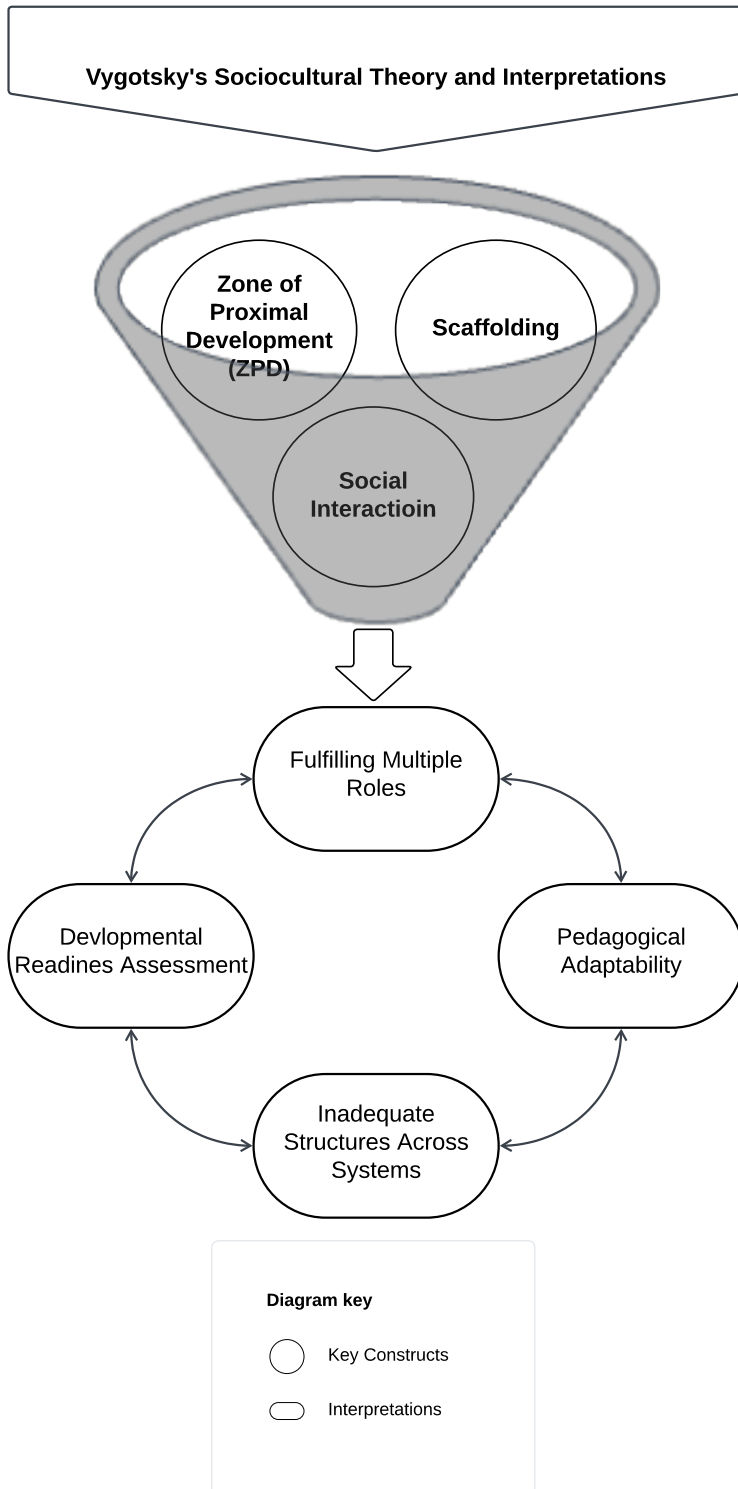 Vygotsky's Sociocultural Theory and Interpretations
Zone of
Proximal
Development
(ZPD)
Scaffolding
Social
Interactioin
Fulfilling Multiple
Roles
Devlopmental
Readines Assessment
Pedagogical
Adaptability
Inadequate
Structures Across
Systems
Diagram key
Key Constructs
Interpretations